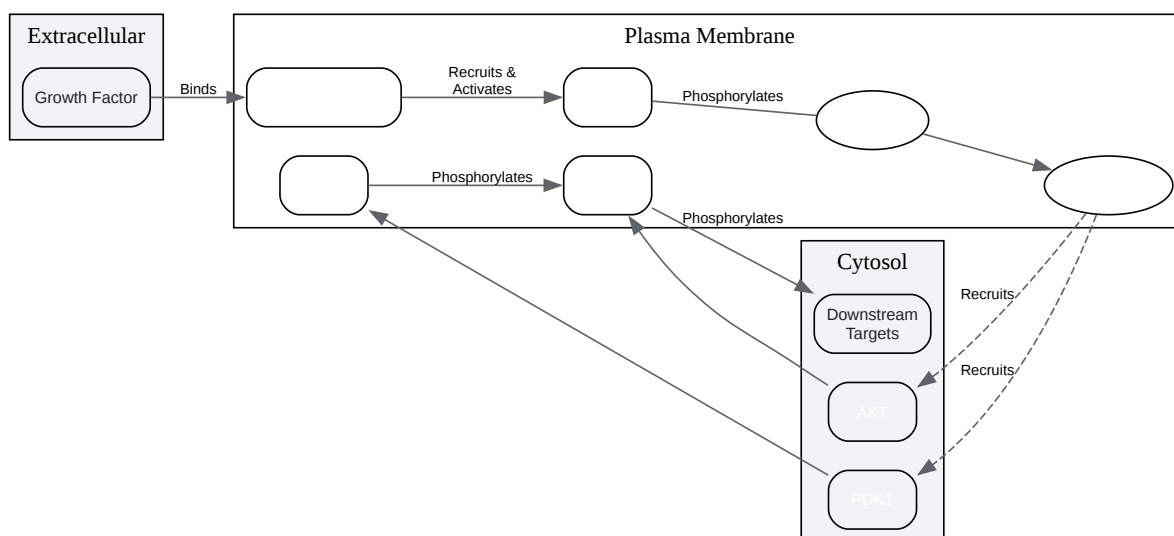 Extracellular
Plasma Membrane
Growth Factor
Binds
Recruits &
Activates
Phosphorylates
Phosphorylates
Phosphorylates
Cytosol
Downstream
Targets
Recruits
AKT
Recruits
PDK1